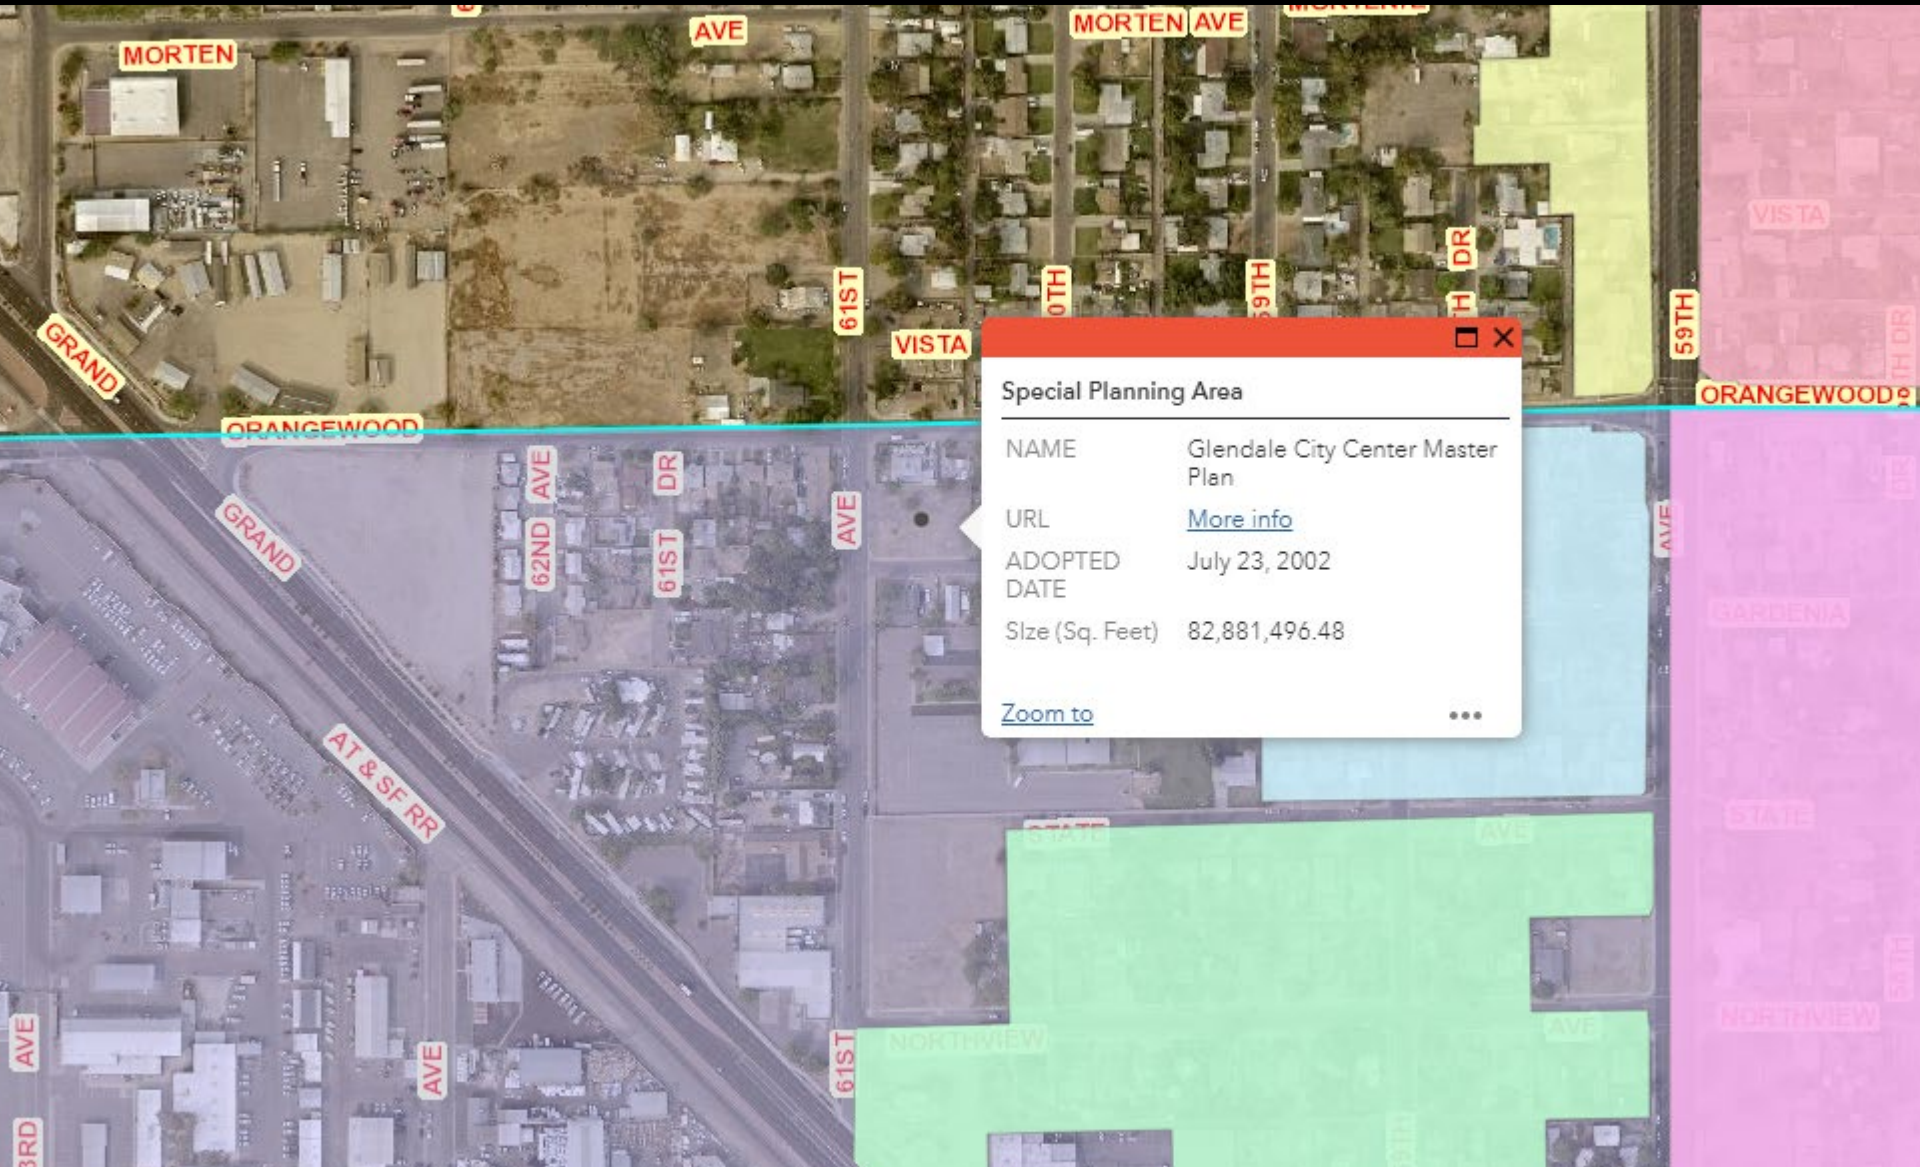 AVE
MORTEN AVE
MORTEN
VISTA
DR
61ST
59TH
VISTA
GRAND
ORANGEWOOD
ORANGEWOOD
Special Planning Area
NAME Glendale City Center Master
Plan
URL More info
ADOPTED July 23, 2002
DATE
SIze (Sq. Feet) 82,881,496.48
Zoom to
AVE
DR
AVE
AVE
GRAND
62ND
61ST
GARDENIA
AT & SF RR
STATE
AVE
STATE
NORTHVIEW
AVE
NORTHVIEW
AVE
61ST
AVE